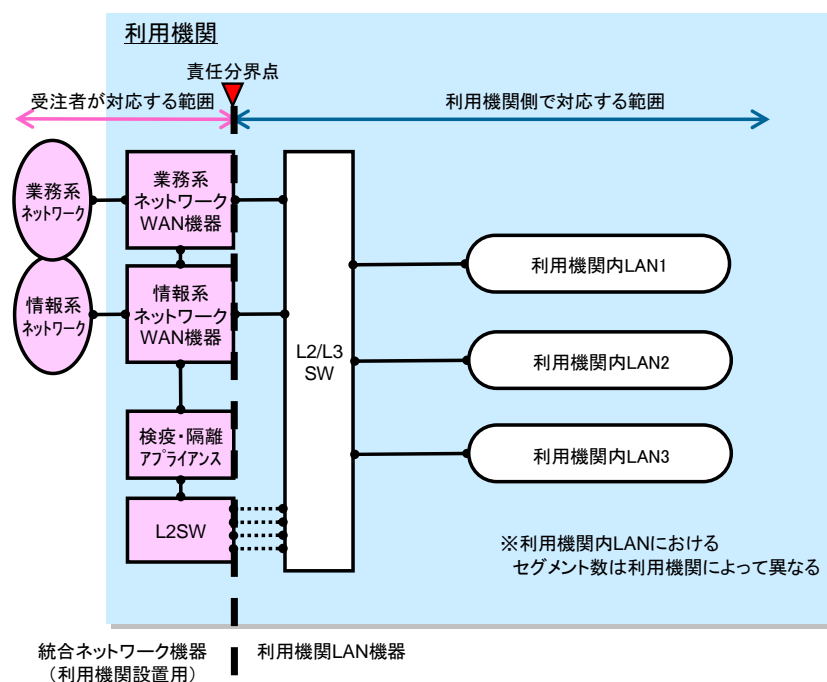 利用機関
責任分界点
受注者が対応する範囲
利用機関側で対応する範囲
業務系
ネットワーク
業務系
ネットワーク
WAN機器
情報系
ネットワーク
情報系
ネットワーク
WAN機器
検疫・隔離
アプライアンス
L2SW
L2/L3
SW
利用機関内LAN1
利用機関内LAN2
利用機関内LAN3
※利用機関内LANにおける
セグメント数は利用機関によって異なる
統合ネットワーク機器
（利用機関設置用）
利用機関LAN機器